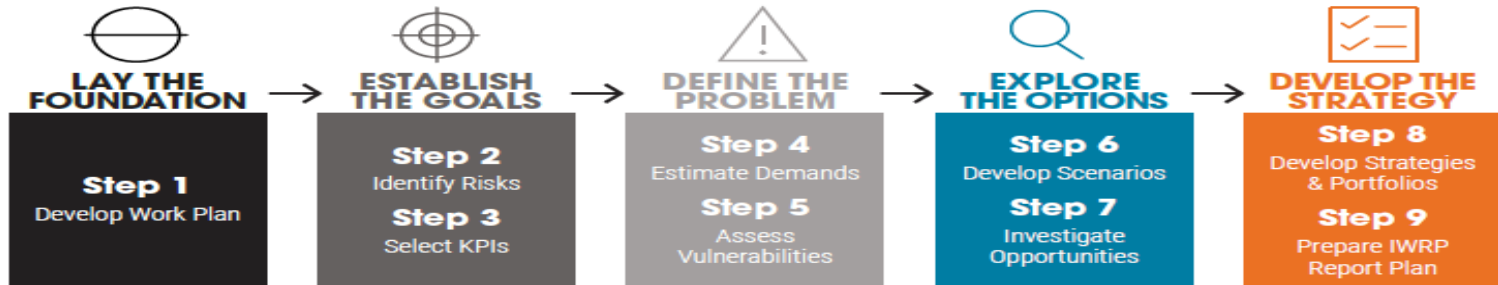 LAY THE
FOUNDATION
Step 1
Develop Work Plan
ESTABLISH
THE GOALS
Step 2
Identify Risks
Step 3
Select KPIs
DEFINE THE
PROBLEM
Step 4
Estimate Demands
Step 5
Assess
Vulnerabilities
EXPLORE
THE OPTIONS
Step 6
Develop Scenarios
Step 7
Investigate
Opportunities
DEVELOP THE
STRATEGY
Step 8
Develop Strategies
& Portfolios
Step 9
Prepare IWRP
Report Plan